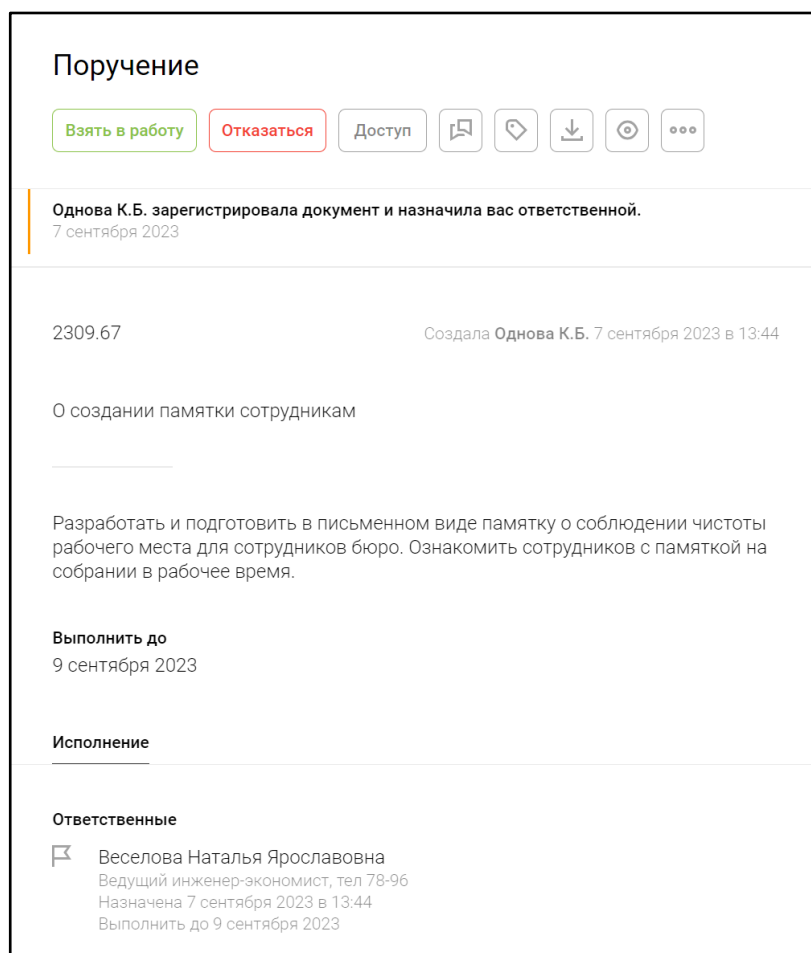 Поручение
Взять в работу Отказаться Доступ
Однова К.Б. зарегистрировала документ и назначила вас ответственной.
7 сентября 2023
2309.67 Создала Однова К.Б. 7 сентября 2023 в 13:44
О создании памятки сотрудникам
Разработать и подготовить в письменном виде памятку о соблюдении чистоты
рабочего места для сотрудников бюро. Ознакомить сотрудников с памяткой на
собрании в рабочее время.
Выполнить до
9 сентября 2023
Исполнение
Ответственные
Веселова Наталья Ярославовна
Ведущий инженер-экономист, тел 78-96
Назначена 7 сентября 2023 в 13:44
Выполнить до 9 сентября 2023